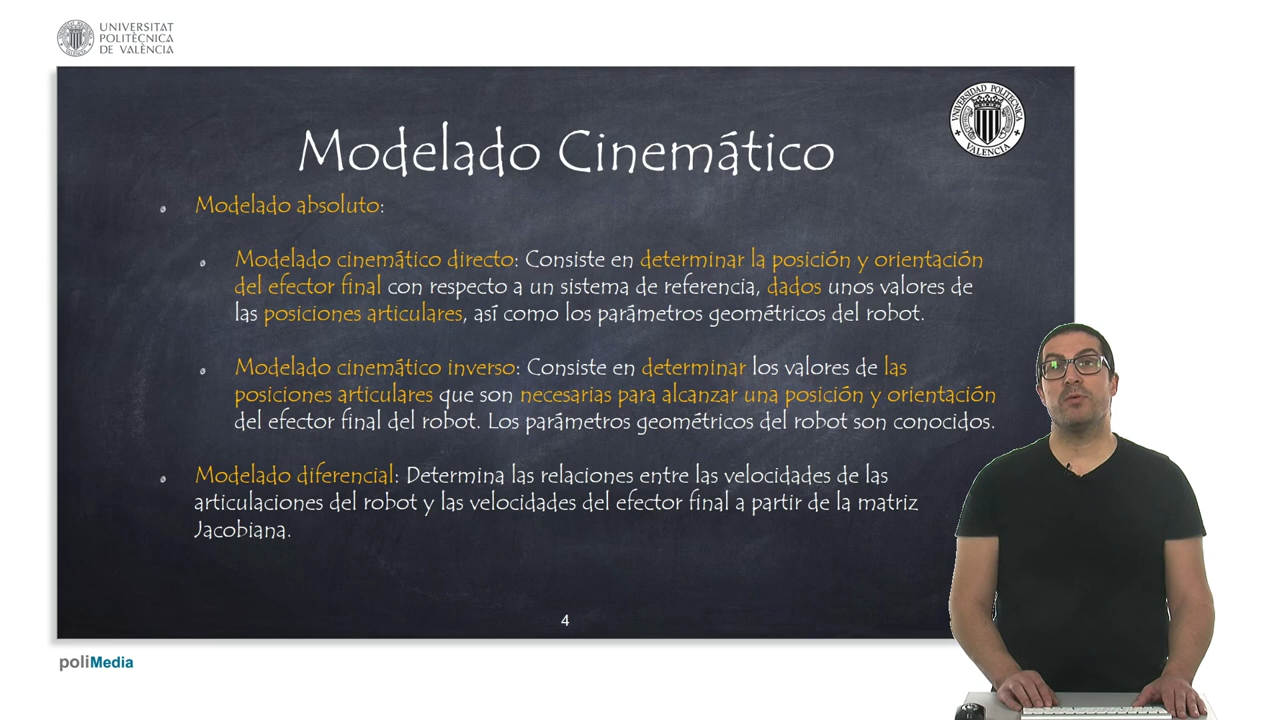 UNIVERSITAT
POLITÈCNICA
DE VALÈNCIA
UNIVERSIDAD POLITECNICA
VALENCIA
Modelado Cinemático
Modelado absoluto:
Modelado cinemático directo: Consiste en determinar la posición y orientación
del efector final con respecto a un sistema de referencia, dados unos valores de
las posiciones articulares, así como los parámetros geométricos del robot.
Modelado cinemático inverso: Consiste en determinar los valores de las
posiciones articulares que son necesarias para alcanzar una posición y orientación
del efector final del robot. Los parámetros geométricos del robot son conocidos.
Modelado diferencial: Determina las relaciones entre las velocidades de las
articulaciones del robot y las velocidades del efector final a partir de la matriz
Jacobiana.
4
poliMedia